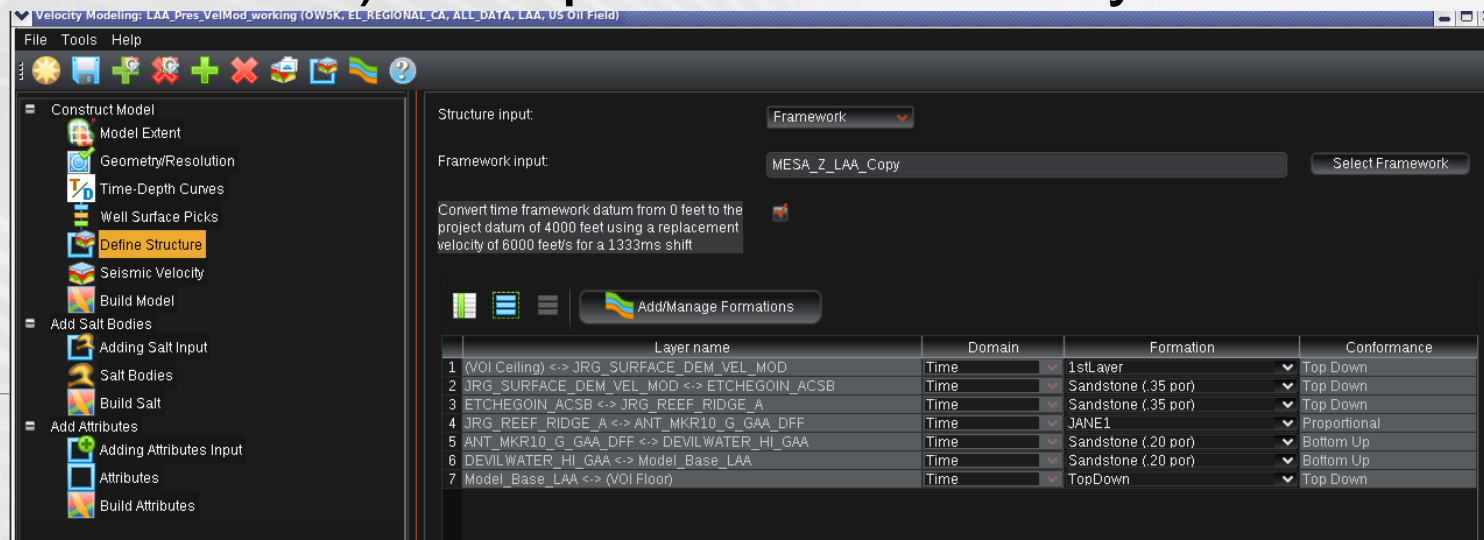 Velocity Modeling: LAA_Pres_VelMod_working (OW5K, EL_REGIONAL_CA, ALL_DATA, LAA, US Oil Field)
File Tools Help
Construct Model
Model Extent
Geometry/Resolution
T/D Time-Depth Curves
Well Surface Picks
Define Structure
Seismic Velocity
Build Model
Add Salt Bodies
Adding Salt Input
Salt Bodies
Build Salt
Add Attributes
Adding Attributes Input
Attributes
Build Attributes
Structure input: Framework
Framework input: MESA_Z_LAA_Copy Select Framework
Convert time framework datum from 0 feet to the
project datum of 4000 feet using a replacement
velocity of 6000 feet/s for a 1333ms shift
Add/Manage Formations
Layer name Domain Formation Conformance
1 (VOI Ceiling) <-> JRG_SURFACE_DEM_VEL_MOD Time 1stLayer Top Down
2 JRG_SURFACE_DEM_VEL_MOD <-> ETCHEGOIN_ACSB Time Sandstone (.35 por) Top Down
3 ETCHEGOIN_ACSB <-> JRG_REEF_RIDGE_A Time Sandstone (.35 por) Top Down
4 JRG_REEF_RIDGE_A <-> ANT_MKR10_G_GAA_DFF Time JANE1 Proportional
5 ANT_MKR10_G_GAA_DFF <-> DEVILWATER_HI_GAA Time Sandstone (.20 por) Bottom Up
6 DEVILWATER_HI_GAA <-> Model_Base_LAA Time Sandstone (.20 por) Bottom Up
7 Model_Base_LAA <-> (VOI Floor) Time TopDown Top Down